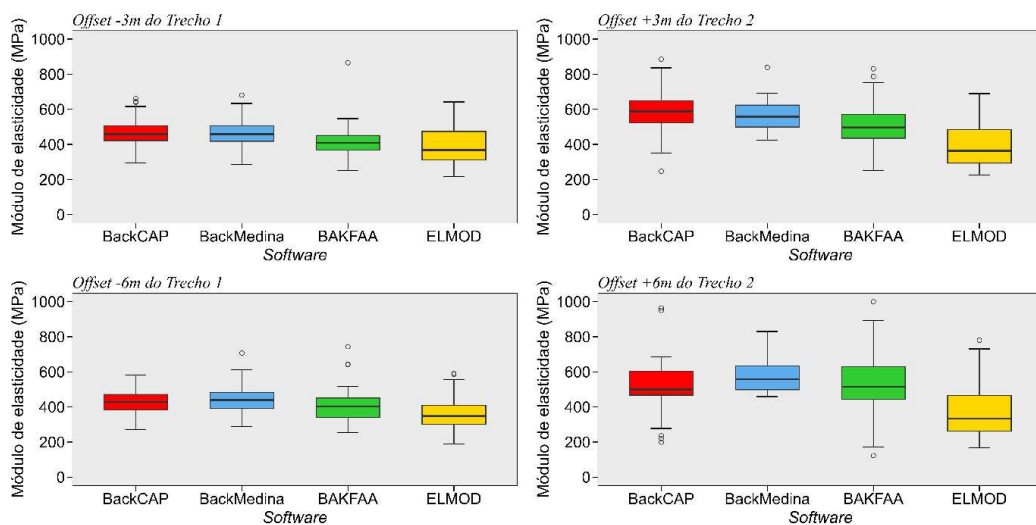 Offset -3m do Trecho 1
Módulo de elasticidade (MPa)
1000
800
600
400
200
0
BackCAP BackMedina BAKFAA ELMOD
Software
Offset +3m do Trecho 2
Módulo de elasticidade (MPa)
1000
800
600
400
200
0
BackCAP BackMedina BAKFAA ELMOD
Software
Offset -6m do Trecho 1
Módulo de elasticidade (MPa)
1000
800
600
400
200
0
BackCAP BackMedina BAKFAA ELMOD
Software
Offset +6m do Trecho 2
Módulo de elasticidade (MPa)
1000
800
600
400
200
0
BackCAP BackMedina BAKFAA ELMOD
Software